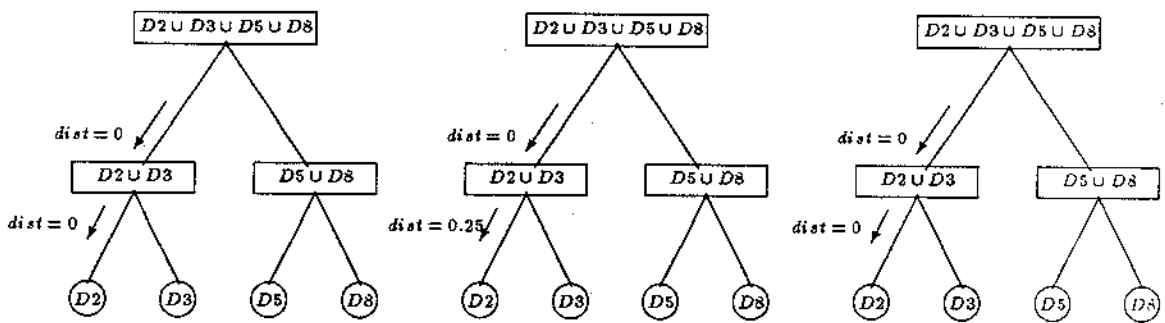 D2 ∪ D3 ∪ D5 ∪ D8
D2 ∪ D3 ∪ D5 ∪ D8
D2 ∪ D3 ∪ D5 ∪ D8
dist = 0
dist = 0
dist = 0
D2 ∪ D3
D5 ∪ D8
D2 ∪ D3
D5 ∪ D8
D2 ∪ D3
D5 ∪ D8
dist = 0
dist = 0.25
dist = 0
D2
D3
D5
D8
D2
D3
D5
D8
D2
D3
D5
D8